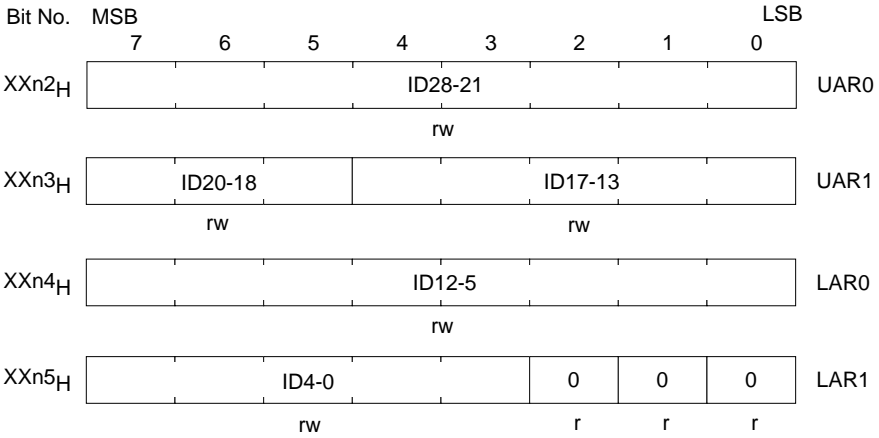 Bit No. MSB LSB
7 6 5 4 3 2 1 0
XXn2H ID28-21 UAR0
rw
XXn3H ID20-18 ID17-13 UAR1
rw rw
XXn4H ID12-5 LAR0
rw
XXn5H ID4-0 0 0 0 LAR1
rw r r r